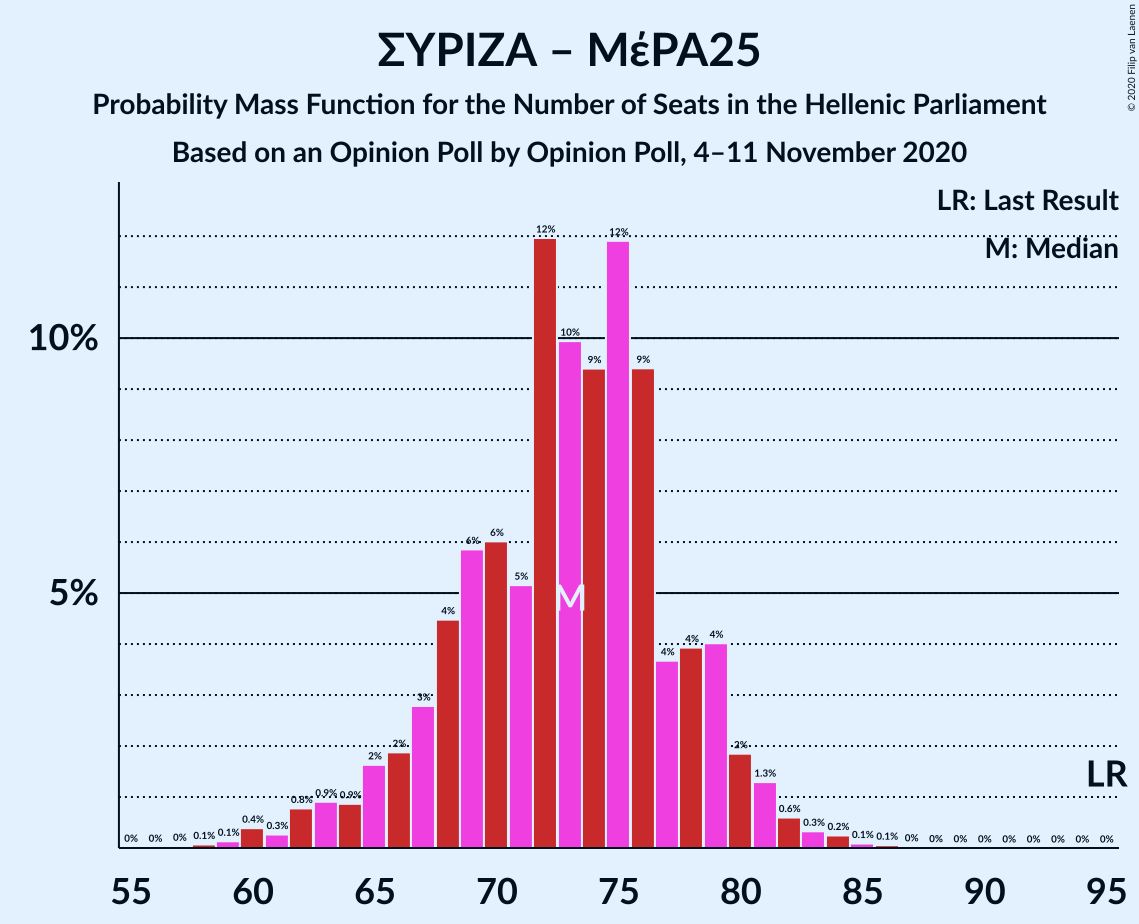 ΣΥΡΙΖΑ – ΜέΡΑ25
Probability Mass Function for the Number of Seats in the Hellenic Parliament
Based on an Opinion Poll by Opinion Poll, 4–11 November 2020
© 2020 Filip van Laenen
LR: Last Result
M: Median
10%
5%
0% 0% 0% 0.1% 0.1% 0.4% 0.3% 0.8% 0.9% 0.9% 2% 2% 3% 4% 6% 6% 5% 12% 10% 9% 12% 9% 4% 4% 4% 2% 1.3% 0.6% 0.3% 0.2% 0.1% 0.1% 0% 0% 0% 0% 0% 0% 0% 0% 0%
M
LR
55 60 65 70 75 80 85 90 95